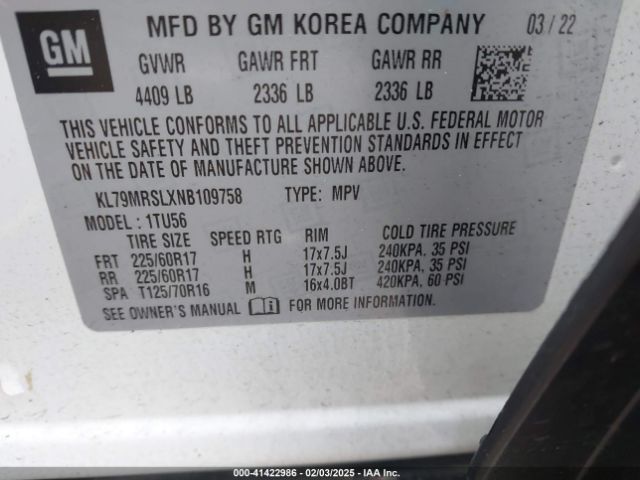 GM
MFD BY GM KOREA COMPANY 03/22
GVWR GAWR FRT GAWR RR
4409 LB 2336 LB 2336 LB
THIS VEHICLE CONFORMS TO ALL APPLICABLE U.S. FEDERAL MOTOR
VEHICLE SAFETY AND THEFT PREVENTION STANDARDS IN EFFECT
ON THE DATE OF MANUFACTURE SHOWN ABOVE.
KL79MRSLXNB109758 TYPE: MPV
MODEL: 1TU56
TIRE SIZE SPEED RTG RIM COLD TIRE PRESSURE
FRT 225/60R17 H 17x7.5J 240KPA, 35 PSI
RR 225/60R17 H 17x7.5J 240KPA, 35 PSI
SPA T125/70R16 M 16x4.0BT 420KPA, 60 PSI
SEE OWNER'S MANUAL FOR MORE INFORMATION.
000-41422986 - 02/03/2025 - IAA Inc.